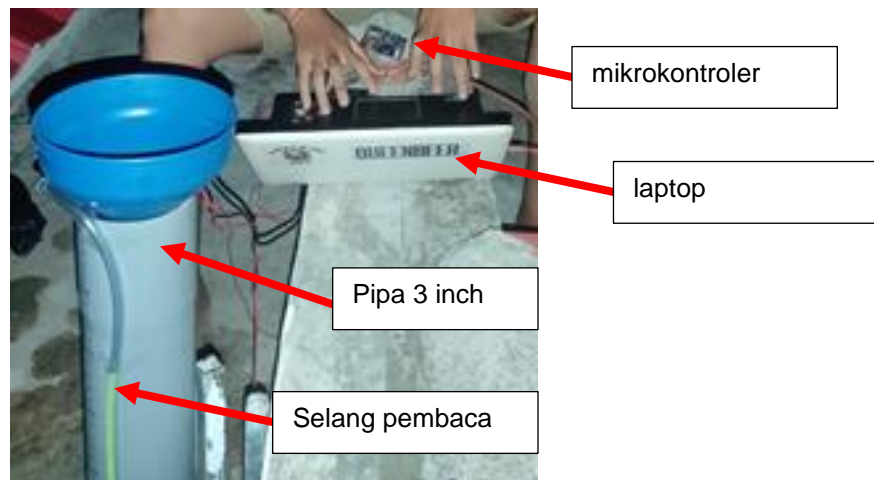 mikrokontroler
laptop
Pipa 3 inch
Selang pembaca